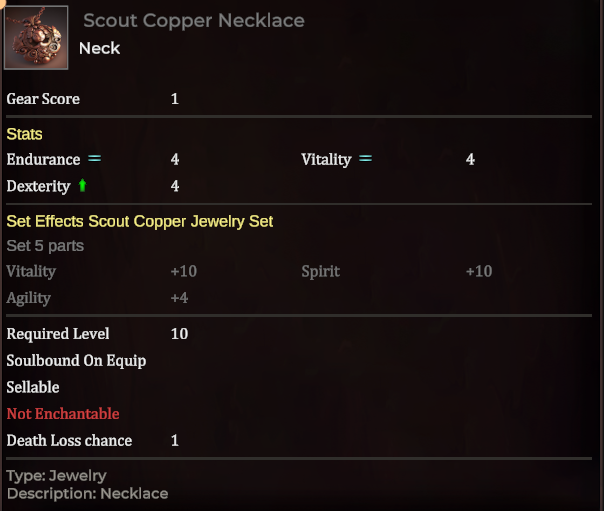 Scout Copper Necklace
Neck
Gear Score 1
Stats
Endurance = 4 Vitality = 4
Dexterity 4
Set Effects Scout Copper Jewelry Set
Set 5 parts
Vitality +10 Spirit +10
Agility +4
Required Level 10
Soulbound On Equip
Sellable
Not Enchantable
Death Loss chance 1
Type: Jewelry
Description: Necklace